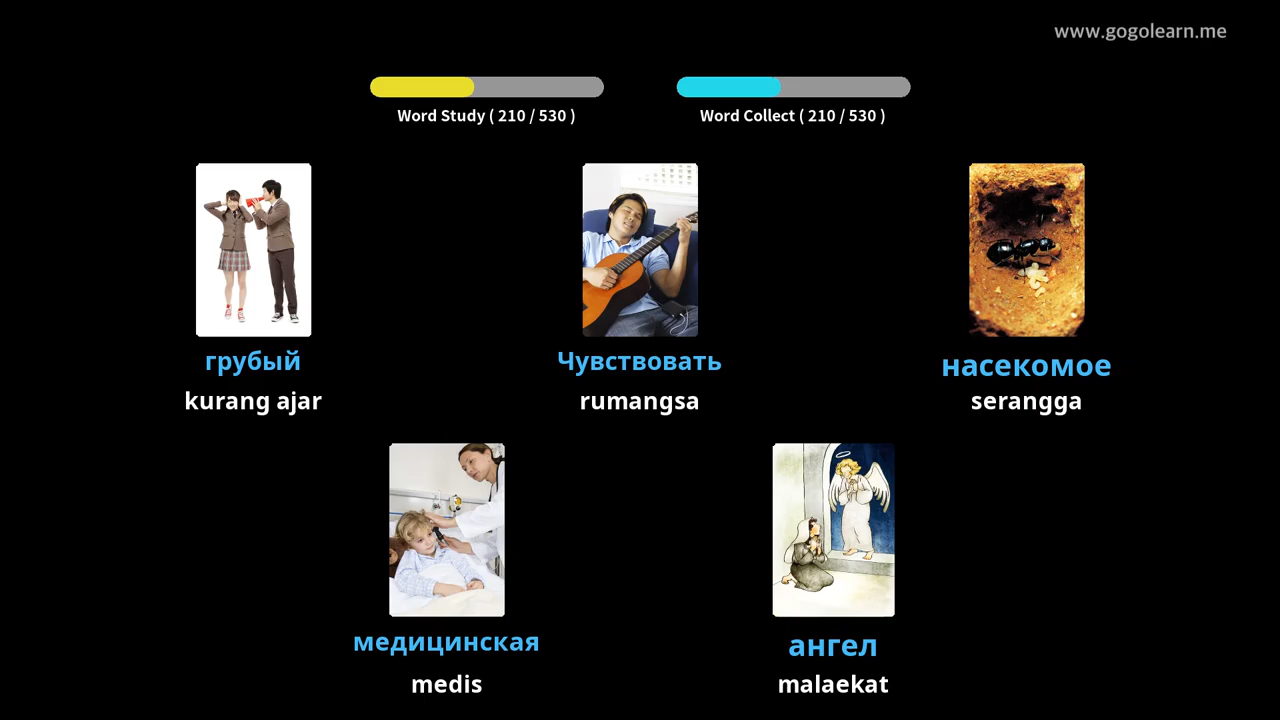 www.gogolearn.me
Word Study ( 210 / 530 )
Word Collect ( 210 / 530 )
грубый
kurang ajar
Чувствовать
rumangsa
насекомое
serangga
медицинская
medis
ангел
malaekat